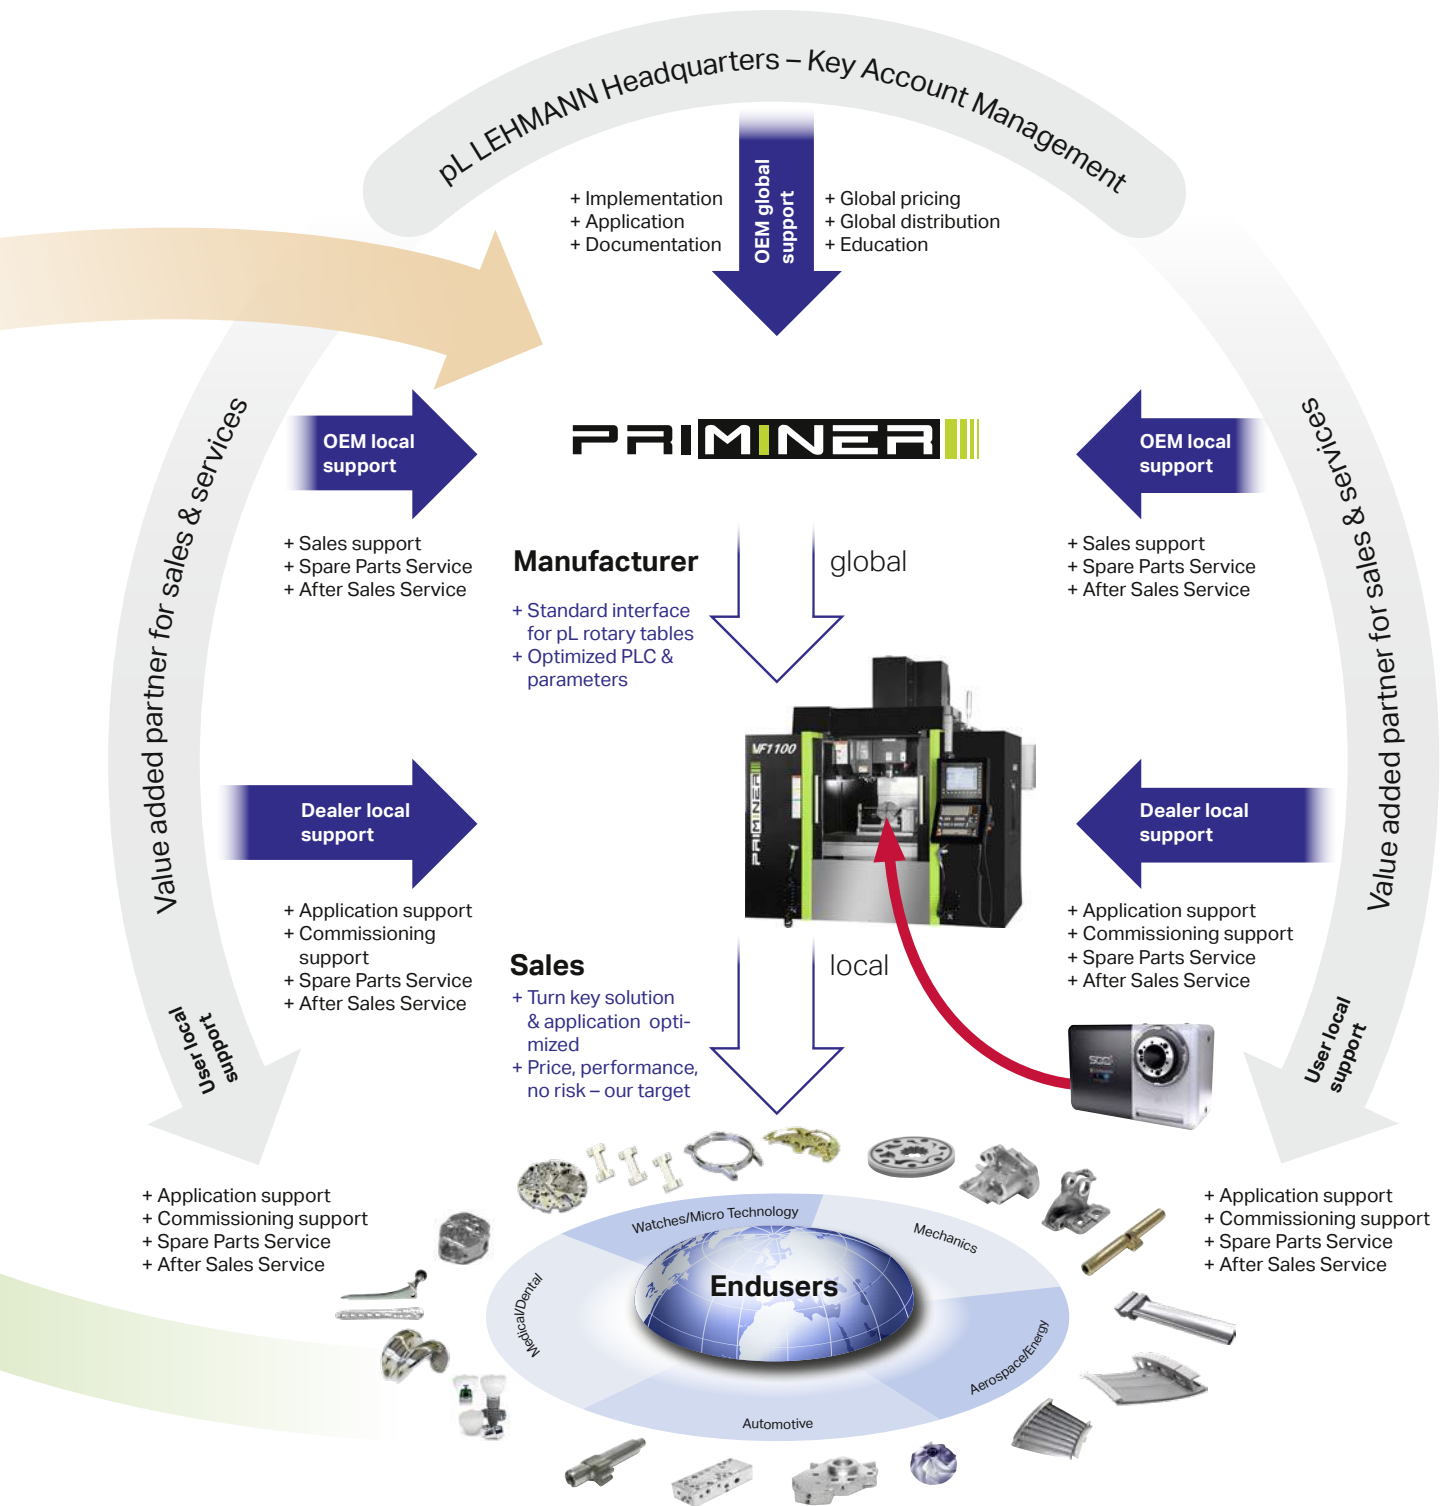 pL LEHMANN Headquarters – Key Account Management
OEM global
support
+ Implementation
+ Application
+ Documentation
+ Global pricing
+ Global distribution
+ Education
Value added partner for sales & services
Value added partner for sales & services
OEM local
support
PRIMINER
OEM local
support
+ Sales support
+ Spare Parts Service
+ After Sales Service
Manufacturer
global
+ Standard interface
for pL rotary tables
+ Optimized PLC &
parameters
+ Sales support
+ Spare Parts Service
+ After Sales Service
VF1100
PRIMINER
Dealer local
support
Dealer local
support
+ Application support
+ Commissioning
support
+ Spare Parts Service
+ After Sales Service
Sales
local
+ Turn key solution
& application opti-
mized
+ Price, performance,
no risk – our target
+ Application support
+ Commissioning support
+ Spare Parts Service
+ After Sales Service
User local
support
User local
support
+ Application support
+ Commissioning support
+ Spare Parts Service
+ After Sales Service
Watches/Micro Technology
Mechanics
Medical/Dental
Endusers
Aerospace/Energy
Automotive
+ Application support
+ Commissioning support
+ Spare Parts Service
+ After Sales Service